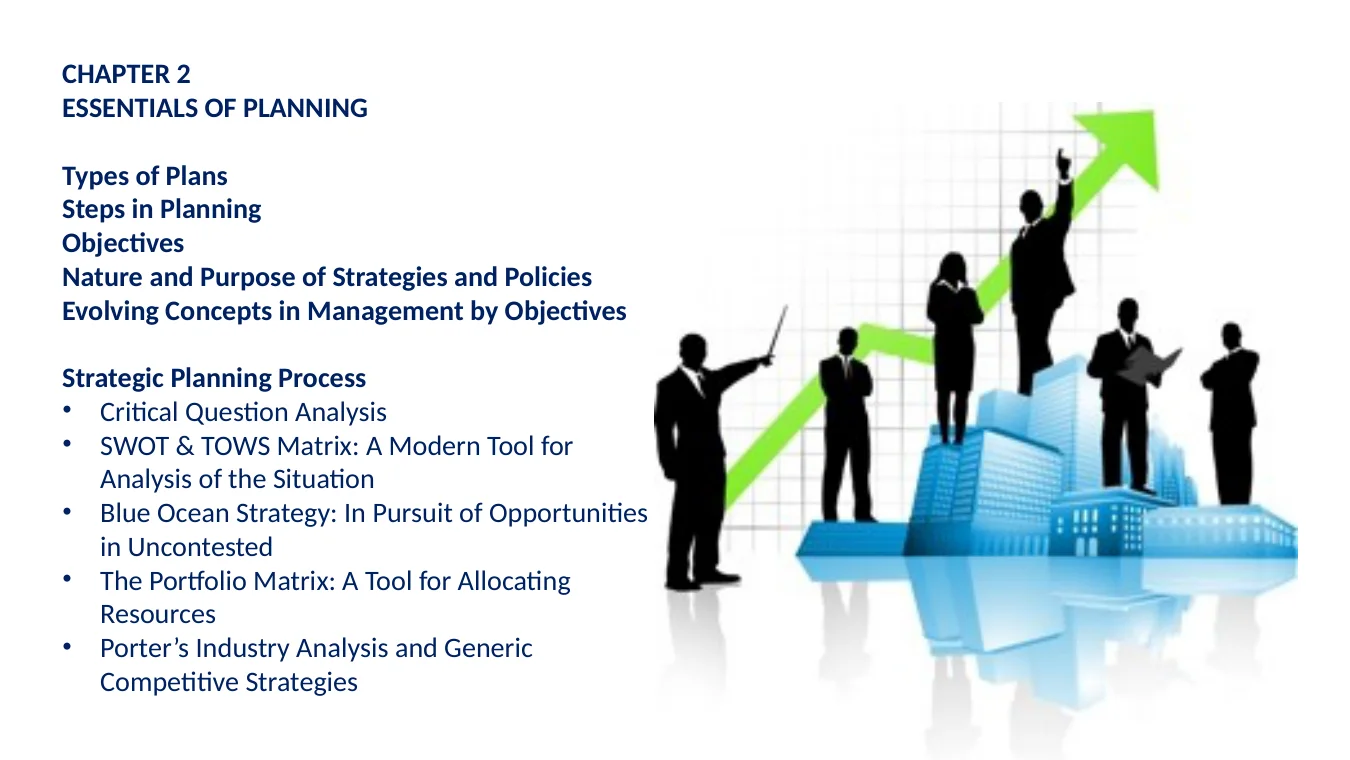 CHAPTER 2
ESSENTIALS OF PLANNING
Types of Plans
Steps in Planning
Objectives
Nature and Purpose of Strategies and Policies
Evolving Concepts in Management by Objectives
Strategic Planning Process
• Critical Question Analysis
• SWOT & TOWS Matrix: A Modern Tool for
Analysis of the Situation
• Blue Ocean Strategy: In Pursuit of Opportunities
in Uncontested
• The Portfolio Matrix: A Tool for Allocating
Resources
• Porter’s Industry Analysis and Generic
Competitive Strategies